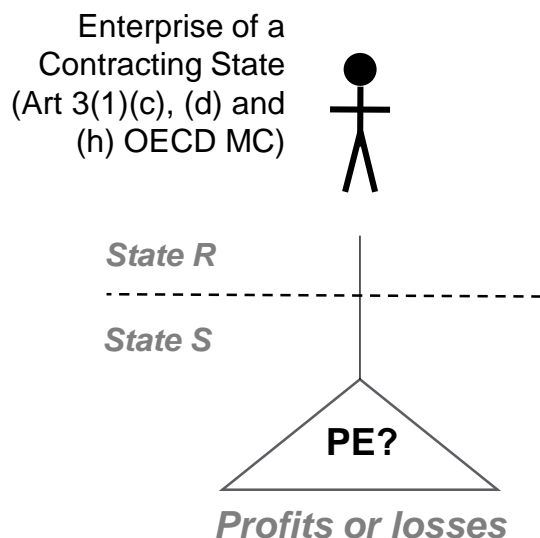 Enterprise of a
Contracting State
(Art 3(1)(c), (d) and
(h) OECD MC)
State R
State S
PE?
Profits or losses